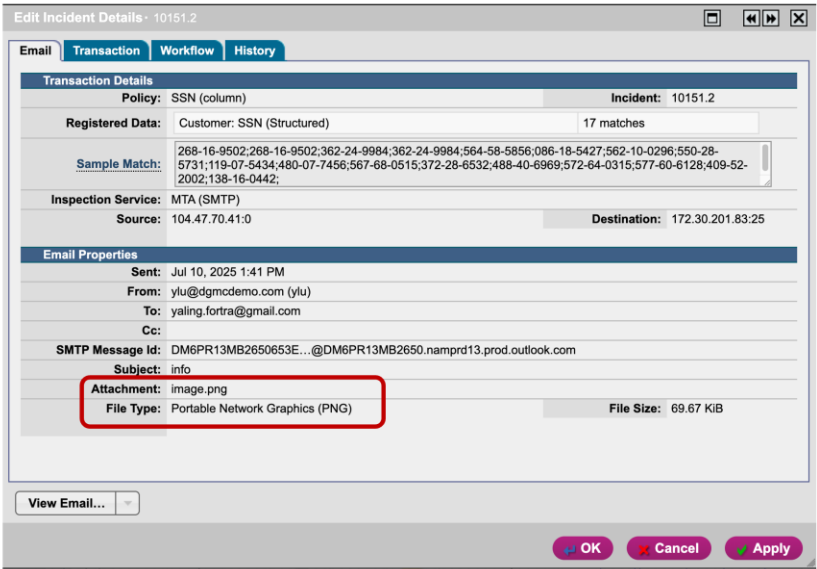 Edit Incident Details · 10151.2
Email Transaction Workflow History
Transaction Details
Policy: SSN (column) Incident: 10151.2
Registered Data: Customer: SSN (Structured) 17 matches
Sample Match: 268-16-9502;268-16-9502;362-24-9984;362-24-9984;564-58-5856;086-18-5427;562-10-0296;550-28-
5731;119-07-5434;480-07-7456;567-68-0515;372-28-6532;488-40-6969;572-64-0315;577-60-6128;409-52-
2002;138-16-0442;
Inspection Service: MTA (SMTP)
Source: 104.47.70.41:0 Destination: 172.30.201.83:25
Email Properties
Sent: Jul 10, 2025 1:41 PM
From: ylu@dgmcdemo.com (ylu)
To: yaling.fortra@gmail.com
Cc:
SMTP Message Id: DM6PR13MB2650653E...@DM6PR13MB2650.namprd13.prod.outlook.com
Subject: info
Attachment: image.png
File Type: Portable Network Graphics (PNG) File Size: 69.67 KiB
View Email...
OK Cancel Apply